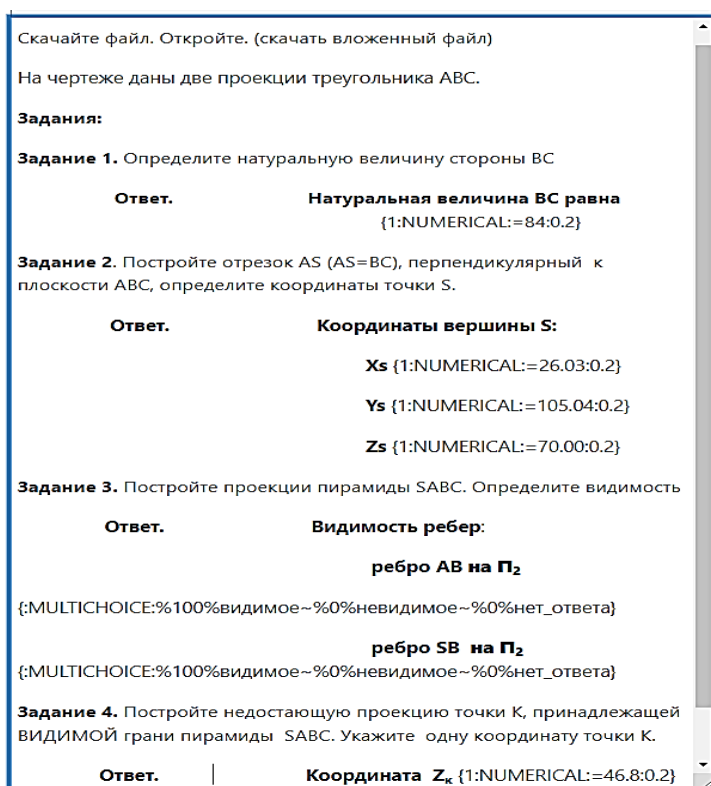 Скачайте файл. Откройте. (скачать вложенный файл)
На чертеже даны две проекции треугольника ABC.
Задания:
Задание 1. Определите натуральную величину стороны BC
Ответ. Натуральная величина BC равна
{1:NUMERICAL:=84:0.2}
Задание 2. Постройте отрезок AS (AS=BC), перпендикулярный к
плоскости ABC, определите координаты точки S.
Ответ. Координаты вершины S:
Xs {1:NUMERICAL:=26.03:0.2}
Ys {1:NUMERICAL:=105.04:0.2}
Zs {1:NUMERICAL:=70.00:0.2}
Задание 3. Постройте проекции пирамиды SABC. Определите видимость
Ответ. Видимость ребер:
ребро AB на П₂
{:MULTICHOICE:%100%видимое~%0%невидимое~%0%нет_ответа}
ребро SB на П₂
{:MULTICHOICE:%100%видимое~%0%невидимое~%0%нет_ответа}
Задание 4. Постройте недостающую проекцию точки K, принадлежащей
ВИДИМОЙ грани пирамиды SABC. Укажите одну координату точки K.
Ответ. Координата Zₖ {1:NUMERICAL:=46.8:0.2}